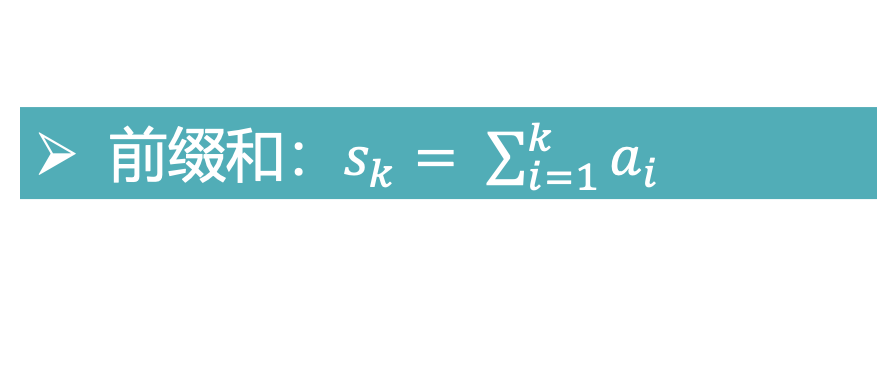 ➢ 前缀和：$s_k = \sum_{i=1}^{k} a_i$